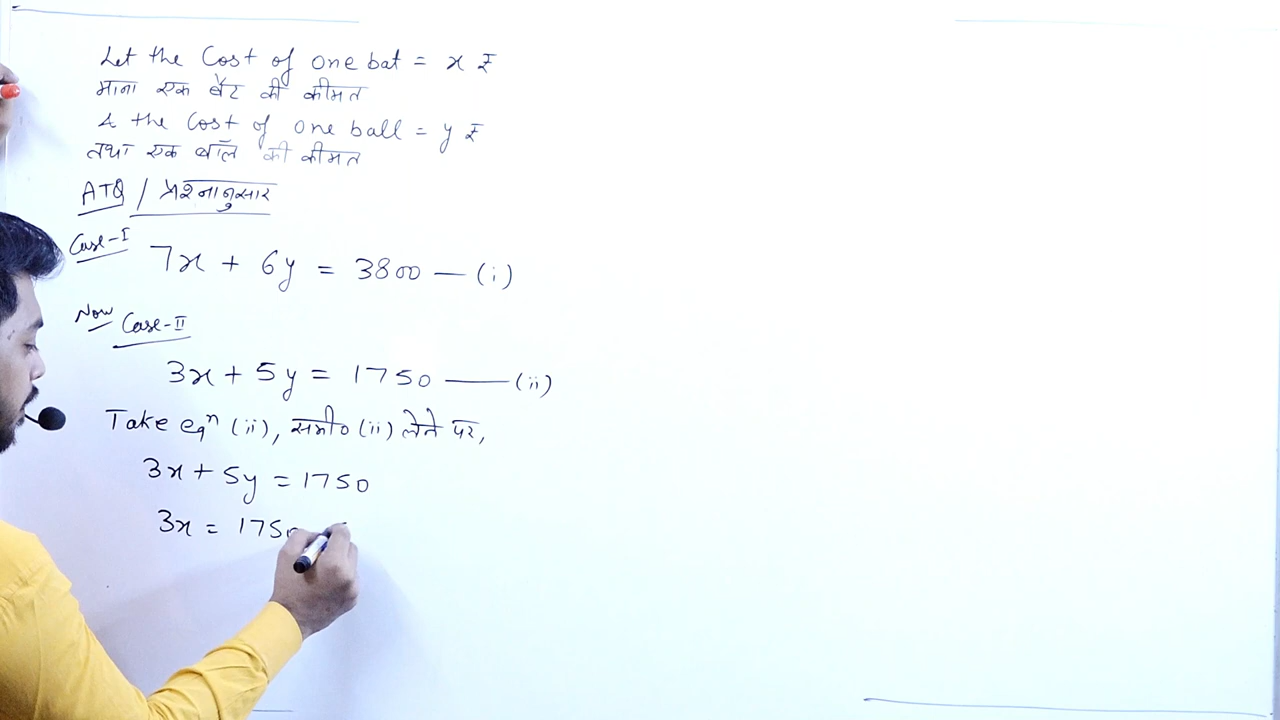 Let the Cost of one bat = x ₹
माना एक बैट की कीमत
& the Cost of one ball = y ₹
तथा एक बॉल की कीमत
ATQ / प्रश्नानुसार
Case-I
7x + 6y = 3800 — (i)
Now Case-II
3x + 5y = 1750 — (ii)
Take eqⁿ (ii), समी० (ii) लेने पर,
3x + 5y = 1750
3x = 1750